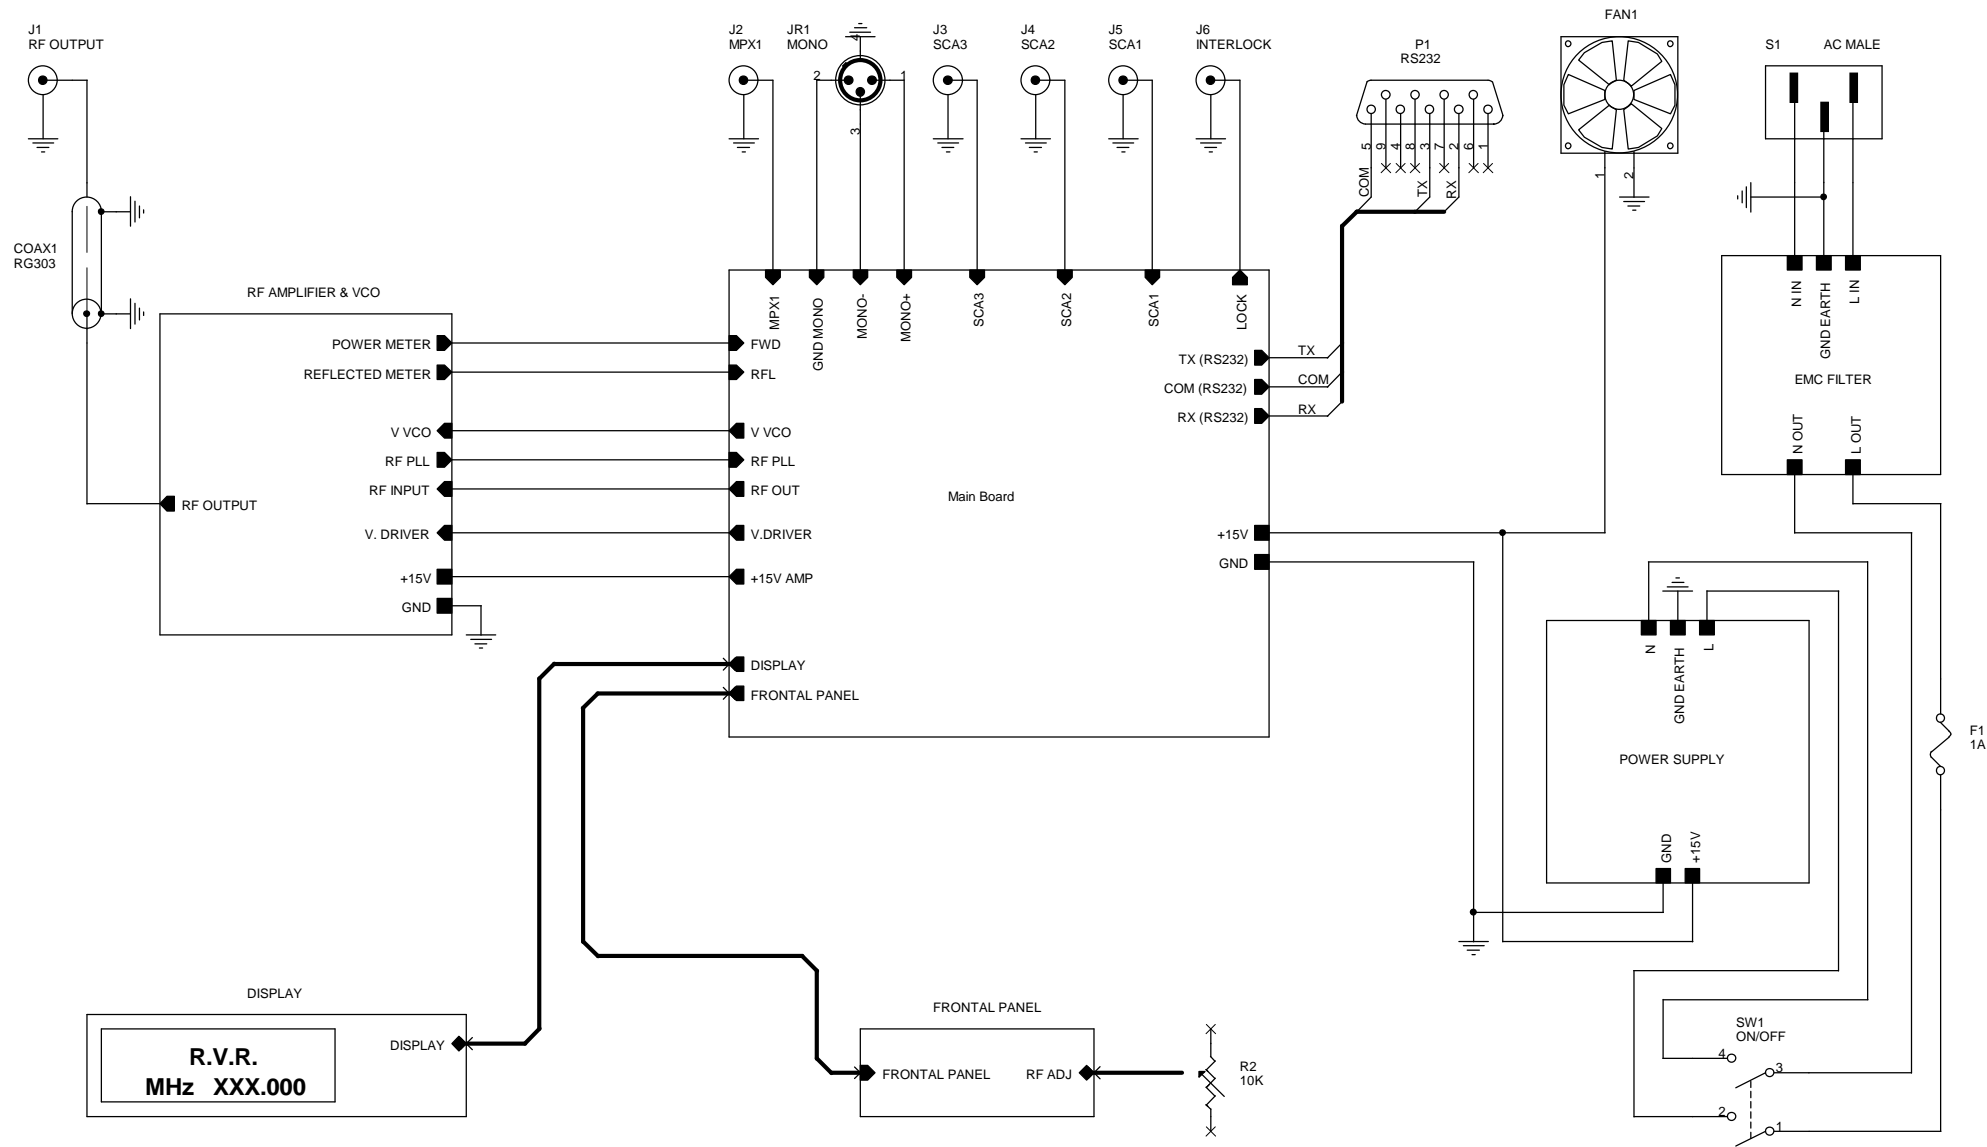 J1
RF OUTPUT
J2
MPX1
JR1
MONO
J3
SCA3
J4
SCA2
J5
SCA1
J6
INTERLOCK
P1
RS232
FAN1
S1
AC MALE
4
2
1
3
5
9
4
8
3
7
2
6
1
COM
TX
RX
1
2
COAX1
RG303
RF AMPLIFIER & VCO
POWER METER
REFLECTED METER
V VCO
RF PLL
RF INPUT
RF OUTPUT
V. DRIVER
+15V
GND
MPX1
GND MONO
MONO-
MONO+
SCA3
SCA2
SCA1
LOCK
FWD
RFL
V VCO
RF PLL
RF OUT
V.DRIVER
+15V AMP
DISPLAY
FRONTAL PANEL
Main Board
TX (RS232)
COM (RS232)
RX (RS232)
TX
COM
RX
+15V
GND
N IN
GND EARTH
L IN
EMC FILTER
N OUT
L OUT
N
GND EARTH
L
POWER SUPPLY
GND
+15V
F1
1A
DISPLAY
R.V.R.
MHz XXX.000
DISPLAY
FRONTAL PANEL
FRONTAL PANEL
RF ADJ
R2
10K
SW1
ON/OFF
4
3
2
1